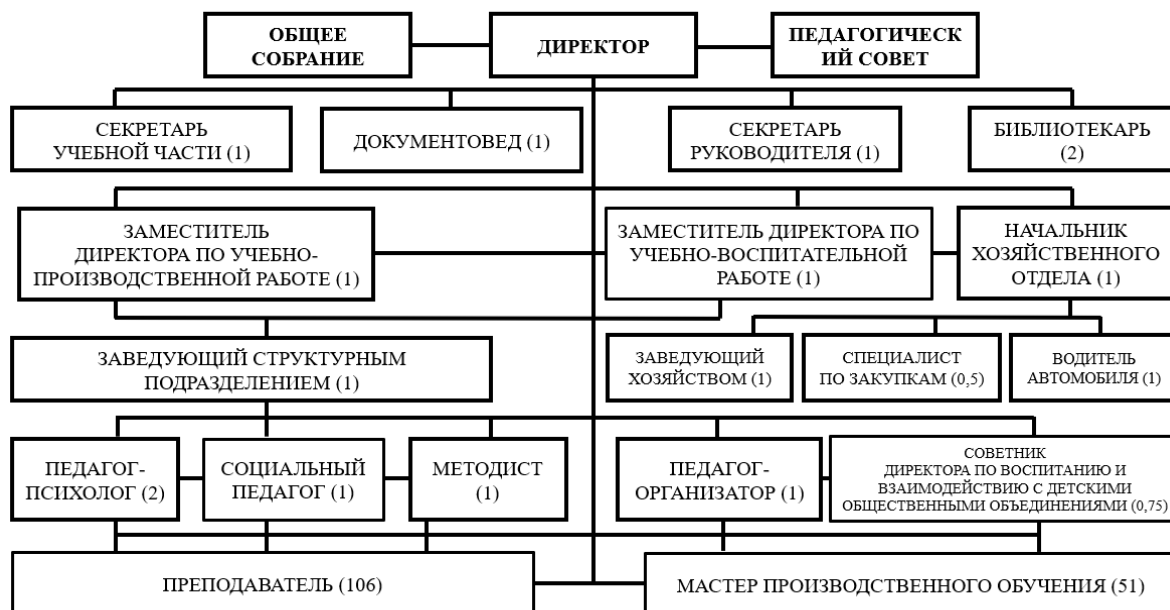 ОБЩЕЕ
СОБРАНИЕ
ДИРЕКТОР
ПЕДАГОГИЧЕСК
ИЙ СОВЕТ
СЕКРЕТАРЬ
УЧЕБНОЙ ЧАСТИ (1)
ДОКУМЕНТОВЕД (1)
СЕКРЕТАРЬ
РУКОВОДИТЕЛЯ (1)
БИБЛИОТЕКАРЬ
(2)
ЗАМЕСТИТЕЛЬ
ДИРЕКТОРА ПО УЧЕБНО-
ПРОИЗВОДСТВЕННОЙ РАБОТЕ (1)
ЗАМЕСТИТЕЛЬ ДИРЕКТОРА ПО
УЧЕБНО-ВОСПИТАТЕЛЬНОЙ
РАБОТЕ (1)
НАЧАЛЬНИК
ХОЗЯЙСТВЕННОГО
ОТДЕЛА (1)
ЗАВЕДУЮЩИЙ СТРУКТУРНЫМ
ПОДРАЗДЕЛЕНИЕМ (1)
ЗАВЕДУЮЩИЙ
ХОЗЯЙСТВОМ (1)
СПЕЦИАЛИСТ
ПО ЗАКУПКАМ (0,5)
ВОДИТЕЛЬ
АВТОМОБИЛЯ (1)
ПЕДАГОГ-
ПСИХОЛОГ (2)
СОЦИАЛЬНЫЙ
ПЕДАГОГ (1)
МЕТОДИСТ
(1)
ПЕДАГОГ-
ОРГАНИЗАТОР (1)
СОВЕТНИК
ДИРЕКТОРА ПО ВОСПИТАНИЮ И
ВЗАИМОДЕЙСТВИЮ С ДЕТСКИМИ
ОБЩЕСТВЕННЫМИ ОБЪЕДИНЕНИЯМИ (0,75)
ПРЕПОДАВАТЕЛЬ (106)
МАСТЕР ПРОИЗВОДСТВЕННОГО ОБУЧЕНИЯ (51)